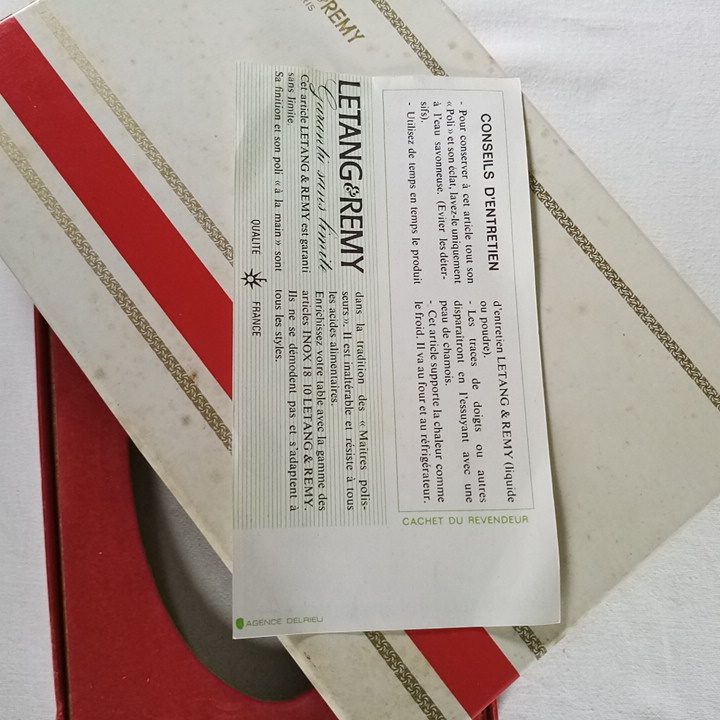 REMY
LETANG & REMY
Garantie sans limite
Cet article LETANG & REMY est garanti
sans limite.
Sa finition et son poli « à la main » sont
dans la tradition des « Maitres polis-
seurs ». Il est inaltérable et résiste à tous
les acides alimentaires.
Enrichissez votre table avec la gamme des
articles INOX 18 10 LETANG & REMY.
Ils ne se démodent pas et s'adaptent à
tous les styles.
QUALITÉ FRANCE
CONSEILS D'ENTRETIEN
- Pour conserver à cet article tout son
« Poli » et son éclat, lavez-le uniquement
à l'eau savonneuse. (Eviter les déter-
sifs).
- Utilisez de temps en temps le produit
d'entretien LETANG & REMY (liquide
ou poudre).
- Les traces de doigts ou autres
disparaitront en l'essuyant avec une
peau de chamois.
- Cet article supporte la chaleur comme
le froid. Il va au four et au réfrigérateur.
CACHET DU REVENDEUR
AGENCE DELRIEU